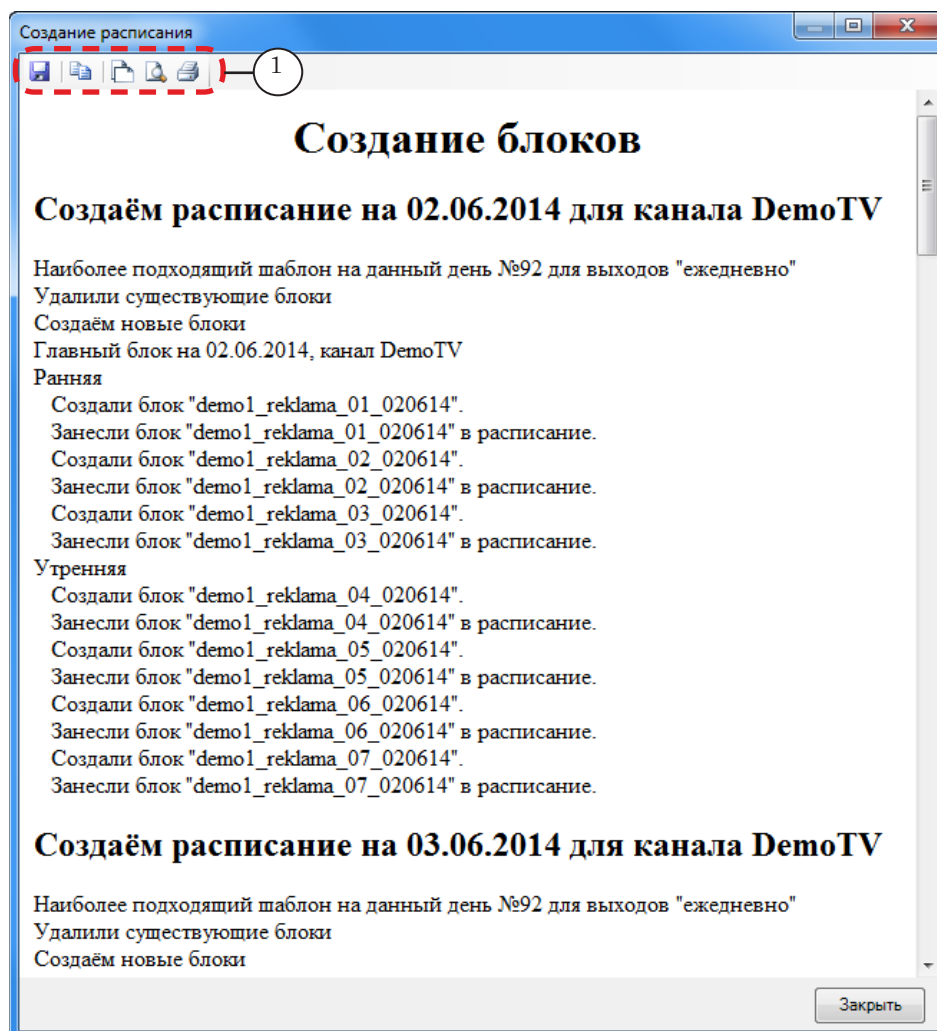 Создание расписания
1
Создание блоков
Создаём расписание на 02.06.2014 для канала DemoTV
Наиболее подходящий шаблон на данный день №92 для выходов "ежедневно"
Удалили существующие блоки
Создаём новые блоки
Главный блок на 02.06.2014, канал DemoTV
Ранняя
Создали блок "demo1_reklama_01_020614".
Занесли блок "demo1_reklama_01_020614" в расписание.
Создали блок "demo1_reklama_02_020614".
Занесли блок "demo1_reklama_02_020614" в расписание.
Создали блок "demo1_reklama_03_020614".
Занесли блок "demo1_reklama_03_020614" в расписание.
Утренняя
Создали блок "demo1_reklama_04_020614".
Занесли блок "demo1_reklama_04_020614" в расписание.
Создали блок "demo1_reklama_05_020614".
Занесли блок "demo1_reklama_05_020614" в расписание.
Создали блок "demo1_reklama_06_020614".
Занесли блок "demo1_reklama_06_020614" в расписание.
Создали блок "demo1_reklama_07_020614".
Занесли блок "demo1_reklama_07_020614" в расписание.
Создаём расписание на 03.06.2014 для канала DemoTV
Наиболее подходящий шаблон на данный день №92 для выходов "ежедневно"
Удалили существующие блоки
Создаём новые блоки
Закрыть